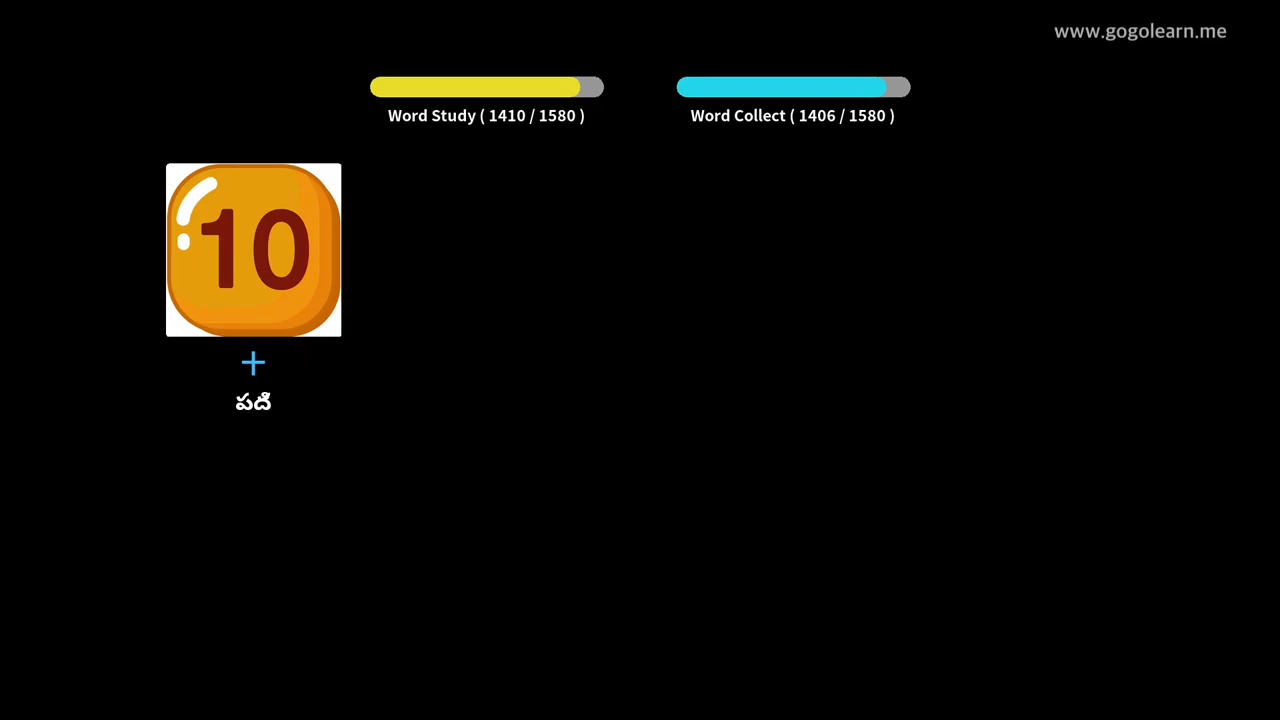 www.gogolearn.me
Word Study ( 1410 / 1580 )
Word Collect ( 1406 / 1580 )
10
+
పది